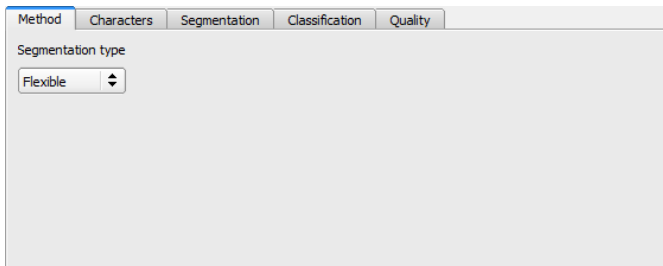 Method Characters Segmentation Classification Quality
Segmentation type
Flexible